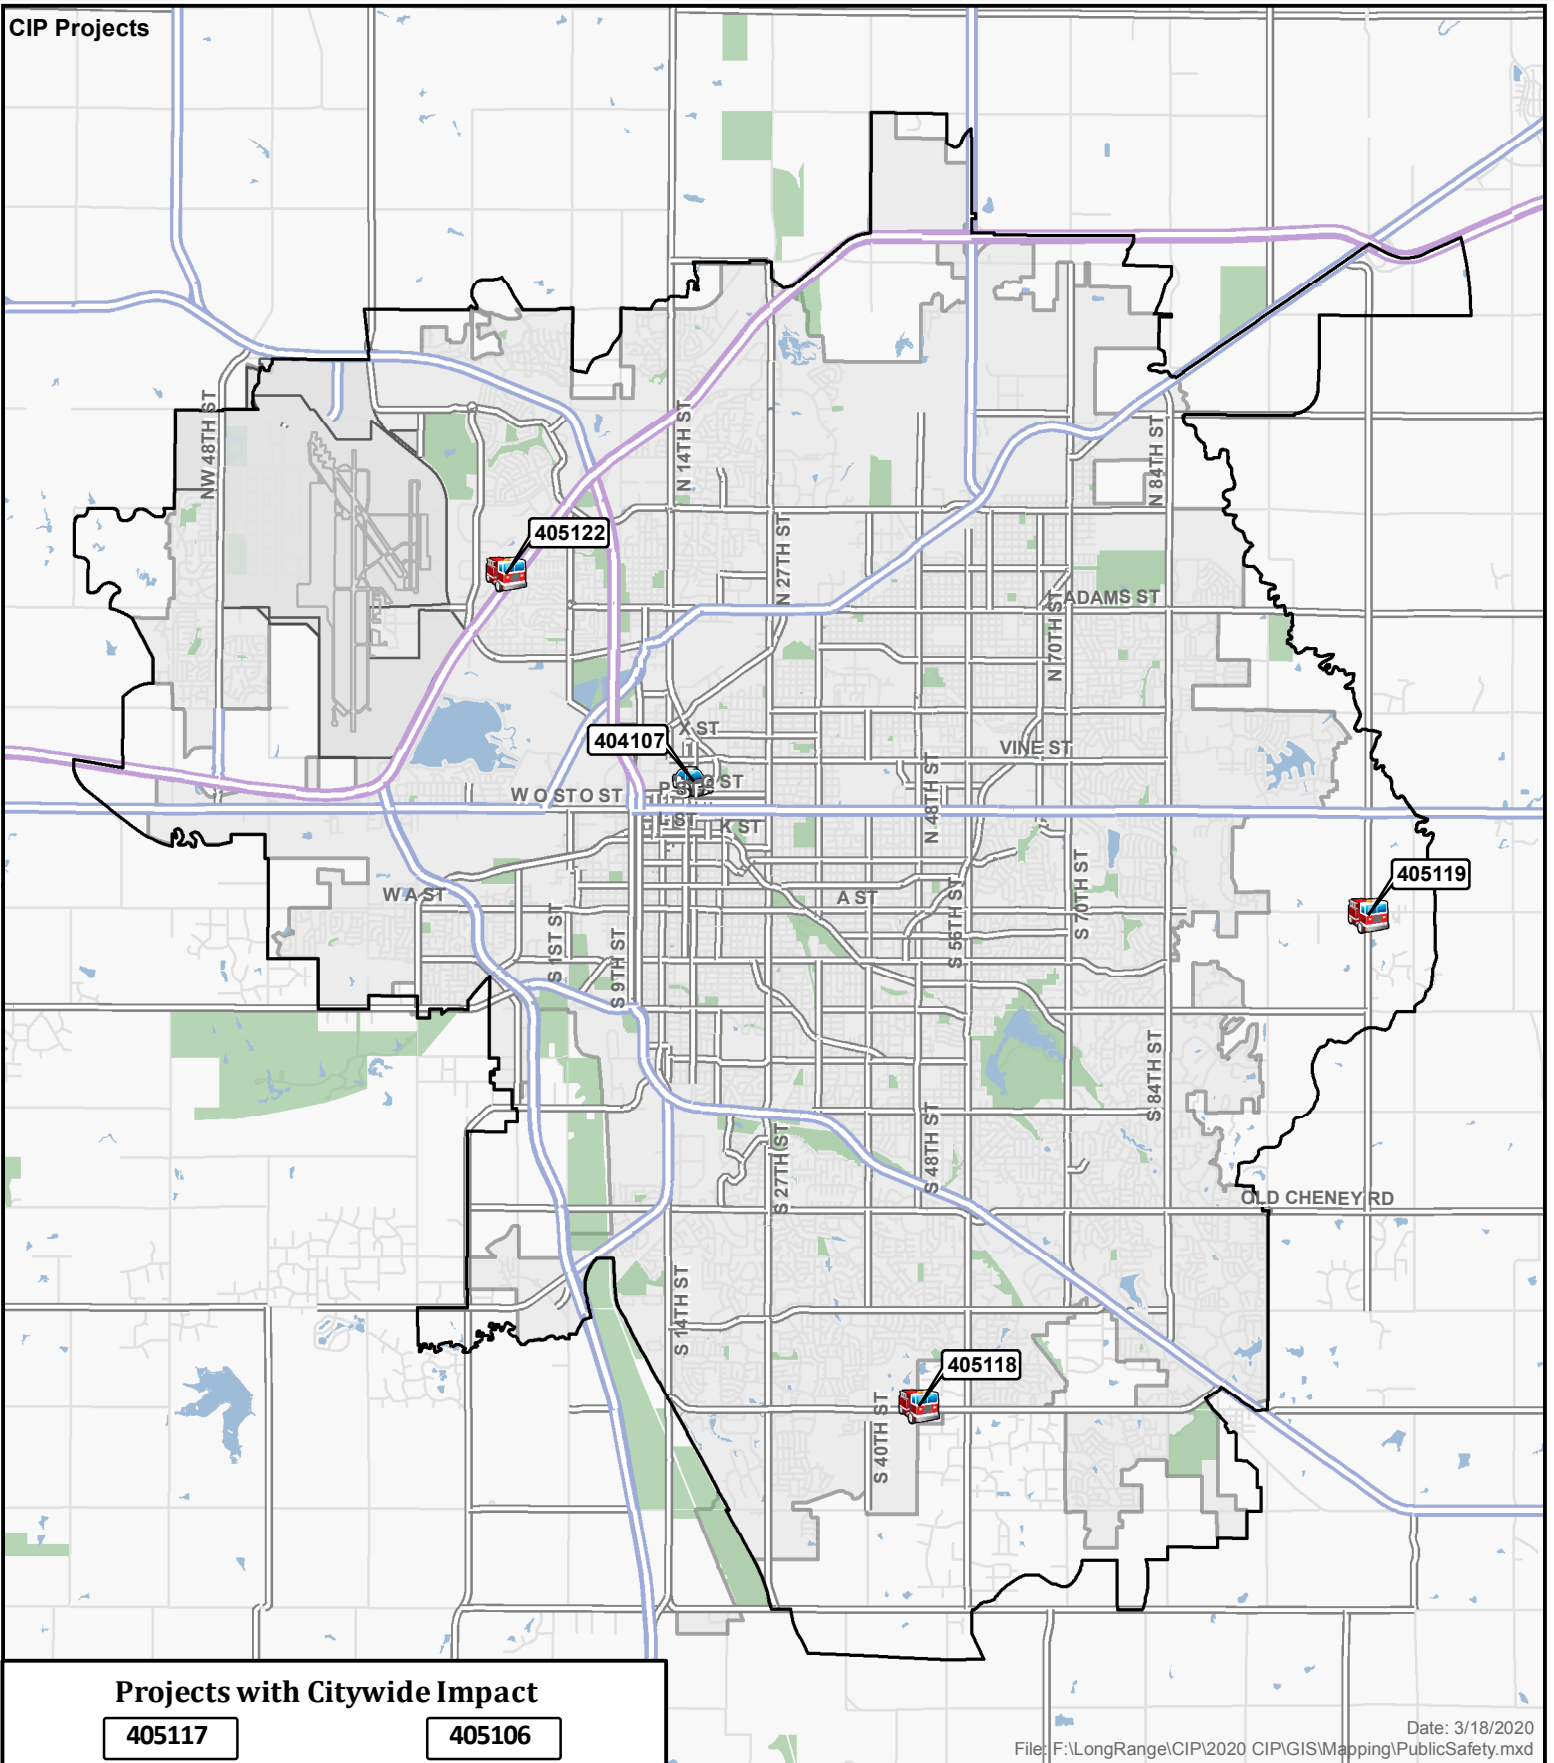 CIP Projects
NW 48TH ST
N 14TH ST
N 84TH ST
405122
N 27TH ST
ADAMS ST
N 70TH ST
404107
X ST
VINE ST
N 48TH ST
W O ST O ST
P ST Q ST
L ST
K ST
405119
W A ST
A ST
S 1ST ST
S 9TH ST
S 56TH ST
S 70TH ST
S 84TH ST
S 48TH ST
S 27TH ST
OLD CHENEY RD
S 14TH ST
405118
S 40TH ST
Projects with Citywide Impact
405117 405106
Date: 3/18/2020
File: F:\LongRange\CIP\2020 CIP\GIS\Mapping\PublicSafety.mxd